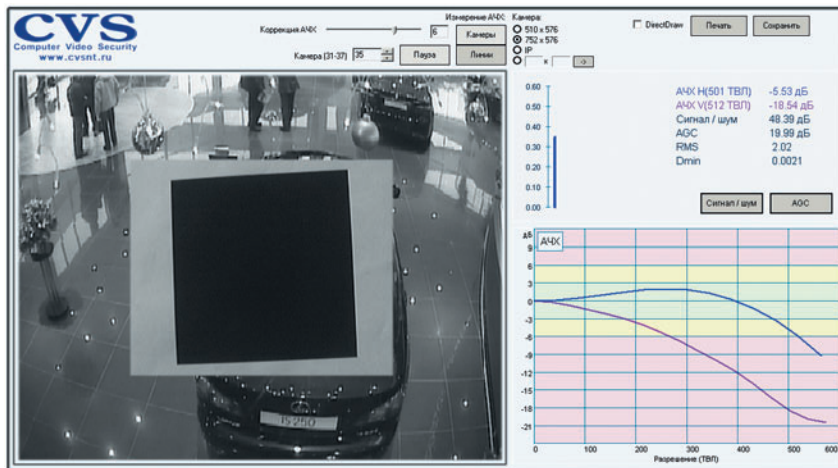 CVS
Computer Video Security
www.cvsnt.ru
Коррекция АЧХ
6
Измерение АЧХ:
Камеры
Линии
Камера (31-37)
35
Пауза
Камера:
510 x 576
752 x 576
IP
x
->
DirectDraw
Печать
Сохранить
0.60
0.50
0.40
0.30
0.20
0.10
0.00
АЧХ H(501 ТВЛ) -5.53 дБ
АЧХ V(512 ТВЛ) -18.54 дБ
Сигнал / шум 48.39 дБ
AGC 19.99 дБ
RMS 2.02
Dmin 0.0021
Сигнал / шум
AGC
дБ
АЧХ
9
6
3
0
-3
-6
-9
-12
-15
-18
-21
0 100 200 300 400 500 600
Разрешение (ТВЛ)
IS 250